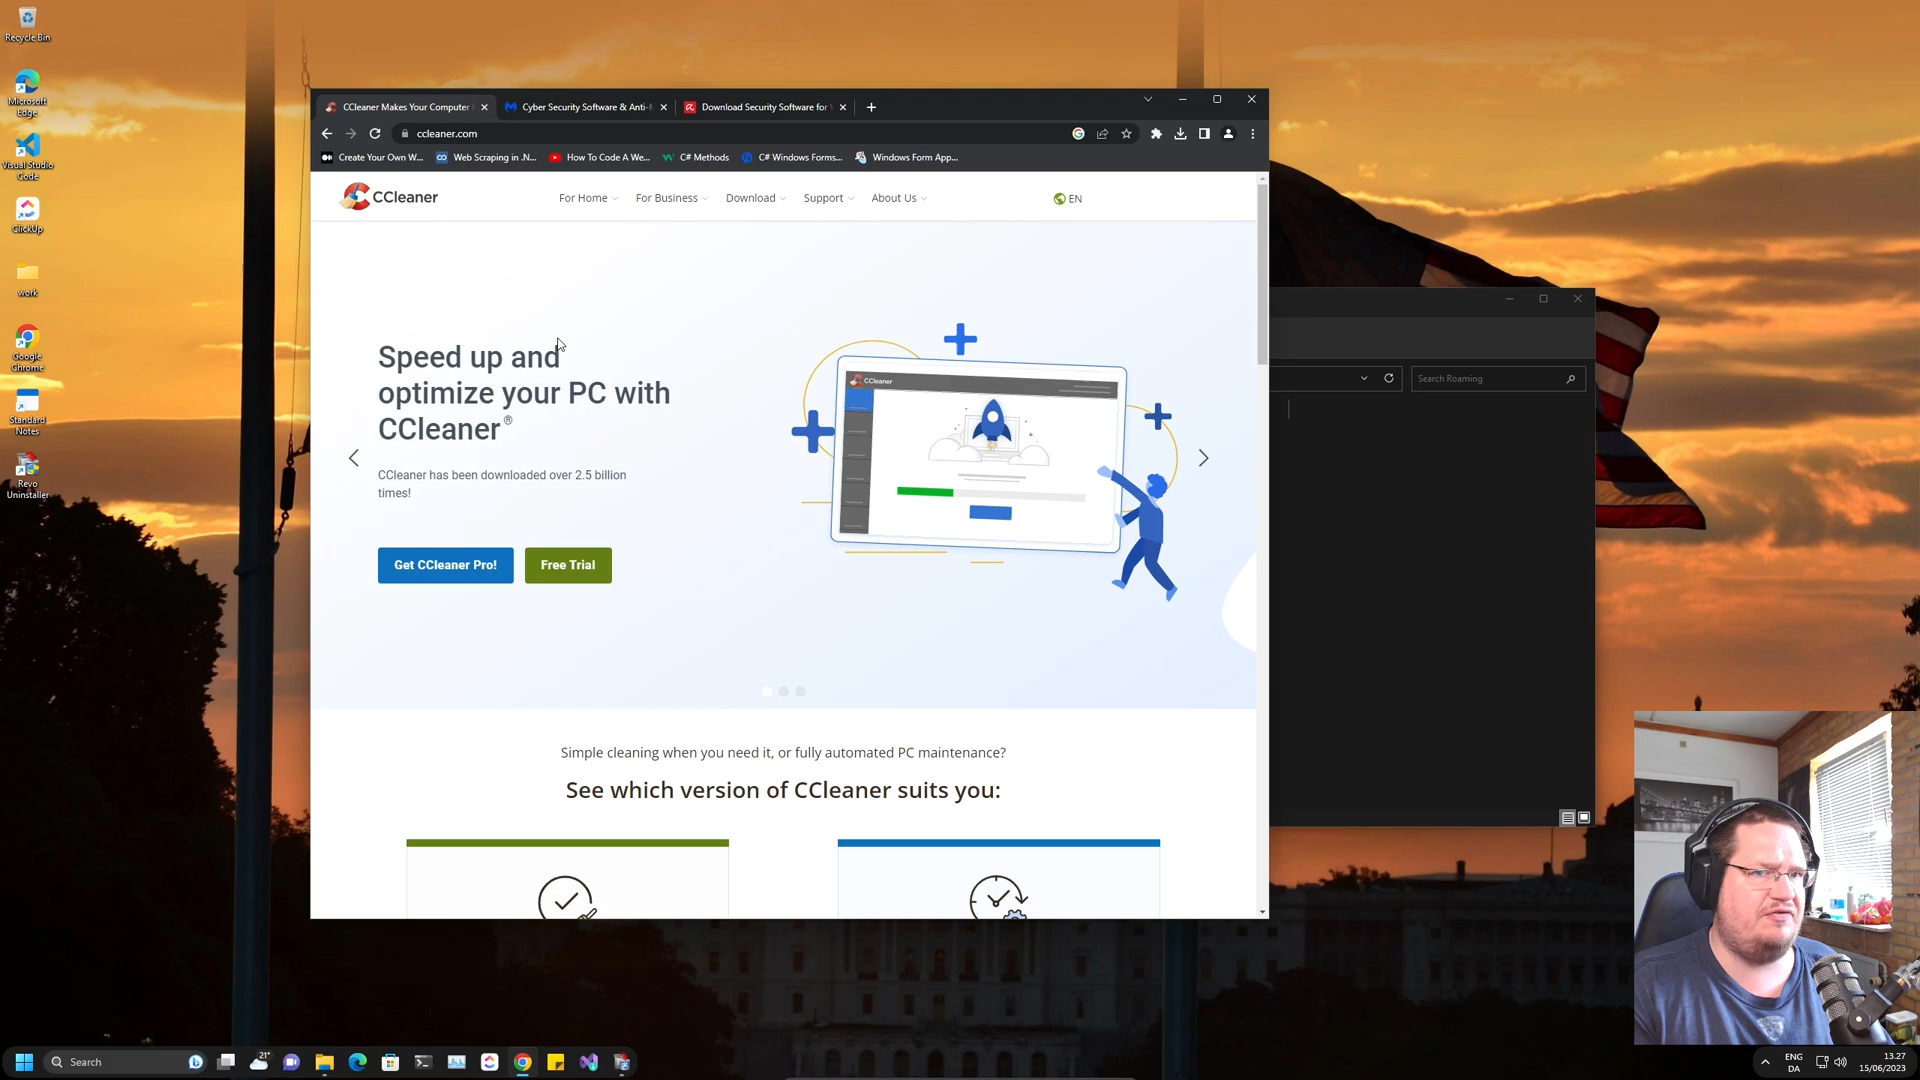 Recycle Bin
Microsoft
Edge
Visual Studio
Code
ClickUp
work
Google
Chrome
Standard
Notes
Revo
Uninstaller
CCleaner Makes Your Computer
Cyber Security Software & Anti-
Download Security Software for
ccleaner.com
Create Your Own W...
Web Scraping in .N...
How To Code A We...
C# Methods
C# Windows Forms...
Windows Form App...
CCleaner
For Home
For Business
Download
Support
About Us
EN
Speed up and
optimize your PC with
CCleaner®
CCleaner has been downloaded over 2.5 billion
times!
Get CCleaner Pro!
Free Trial
CCleaner
Simple cleaning when you need it, or fully automated PC maintenance?
See which version of CCleaner suits you:
Search Roaming
Search
21°
ENG
DA
13.27
15/06/2023